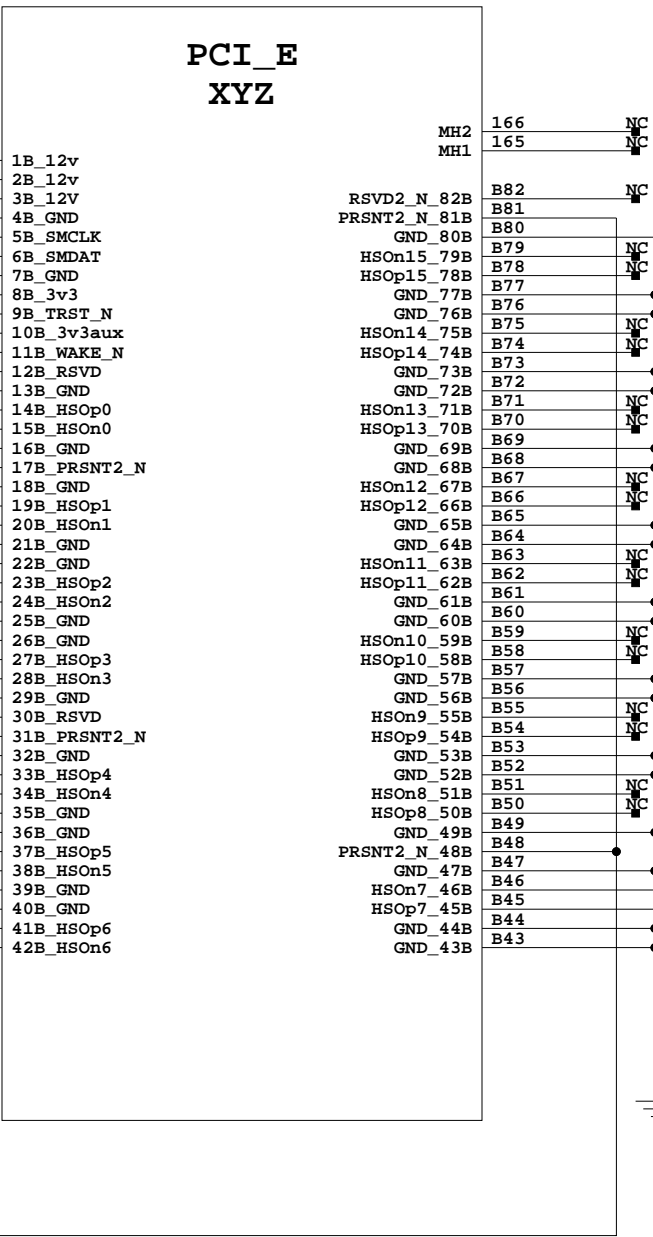 PCI_E
XYZ
MH2 166 NC
MH1 165 NC
1B_12v
2B_12v
3B_12V RSVD2_N_82B B82 NC
4B_GND PRSNT2_N_81B B81
5B_SMCLK GND_80B B80
6B_SMDAT HSOn15_79B B79 NC
7B_GND HSOp15_78B B78 NC
8B_3v3 GND_77B B77
9B_TRST_N GND_76B B76
10B_3v3aux HSOn14_75B B75 NC
11B_WAKE_N HSOp14_74B B74 NC
12B_RSVD GND_73B B73
13B_GND GND_72B B72
14B_HSOp0 HSOn13_71B B71 NC
15B_HSOn0 HSOp13_70B B70 NC
16B_GND GND_69B B69
17B_PRSNT2_N GND_68B B68
18B_GND HSOn12_67B B67 NC
19B_HSOp1 HSOp12_66B B66 NC
20B_HSOn1 GND_65B B65
21B_GND GND_64B B64
22B_GND HSOn11_63B B63 NC
23B_HSOp2 HSOp11_62B B62 NC
24B_HSOn2 GND_61B B61
25B_GND GND_60B B60
26B_GND HSOn10_59B B59 NC
27B_HSOp3 HSOp10_58B B58 NC
28B_HSOn3 GND_57B B57
29B_GND GND_56B B56
30B_RSVD HSOn9_55B B55 NC
31B_PRSNT2_N HSOp9_54B B54 NC
32B_GND GND_53B B53
33B_HSOp4 GND_52B B52
34B_HSOn4 HSOn8_51B B51 NC
35B_GND HSOp8_50B B50 NC
36B_GND GND_49B B49
37B_HSOp5 PRSNT2_N_48B B48
38B_HSOn5 GND_47B B47
39B_GND HSOn7_46B B46
40B_GND HSOp7_45B B45
41B_HSOp6 GND_44B B44
42B_HSOn6 GND_43B B43